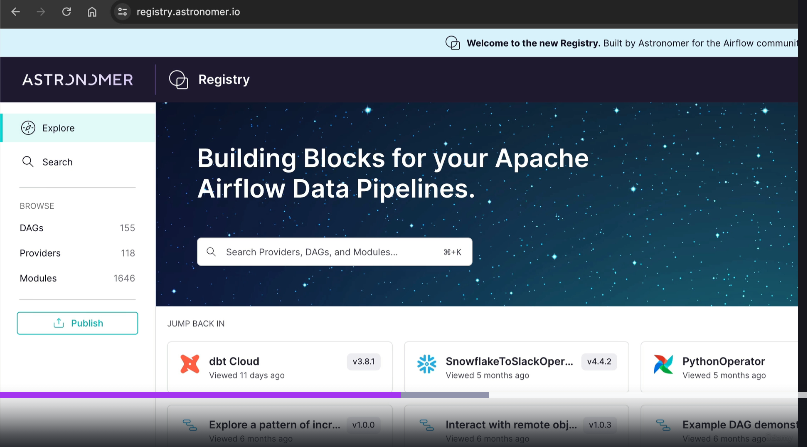 registry.astronomer.io
Welcome to the new Registry. Built by Astronomer for the Airflow
ASTRONOMER
Registry
Explore
Search
BROWSE
DAGs 155
Providers 118
Modules 1646
Publish
Building Blocks for your Apache
Airflow Data Pipelines.
Search Providers, DAGs, and Modules... ⌘+K
JUMP BACK IN
dbt Cloud v3.8.1
Viewed 11 days ago
SnowflakeToSlackOper... v4.4.2
Viewed 5 months ago
PythonOperator
Viewed 5 months ago
Explore a pattern of incr... v1.0.0
Viewed 6 months ago
Interact with remote obj... v1.0.3
Viewed 6 months ago
Example DAG demonst
Viewed 6 months ago